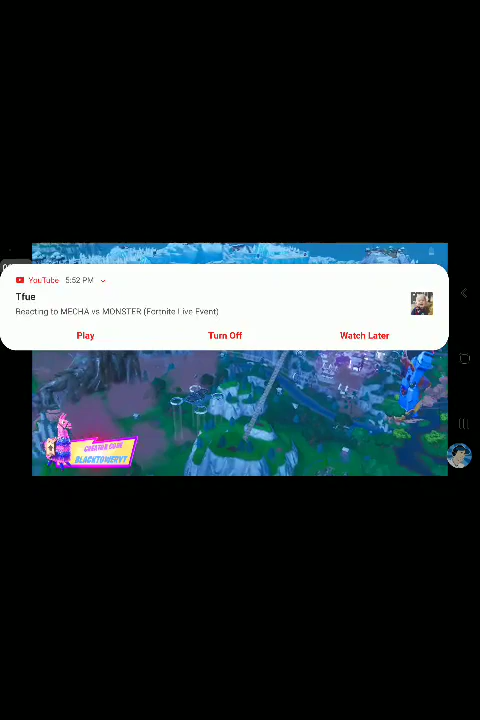 YouTube 5:52 PM
Tfue
Reacting to MECHA vs MONSTER (Fortnite Live Event)
Play Turn Off Watch Later
CREATOR CODE
BLACKTOWERYT